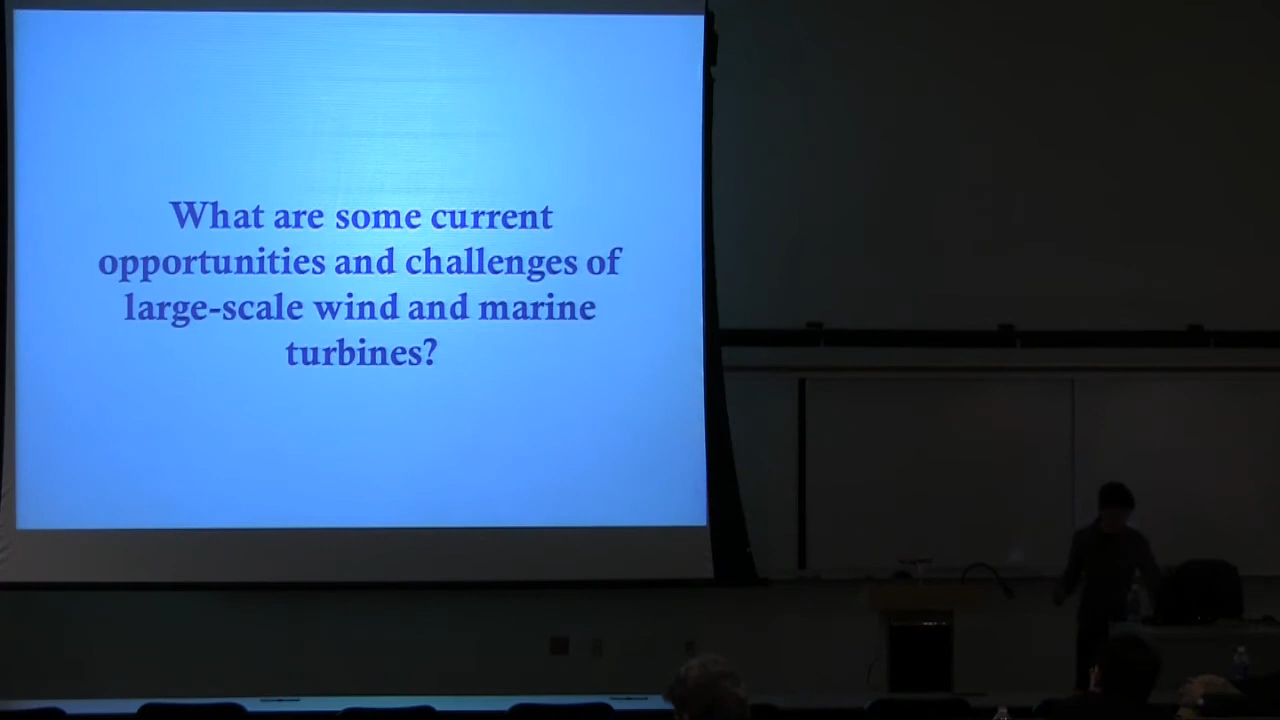 What are some current
opportunities and challenges of
large-scale wind and marine
turbines?